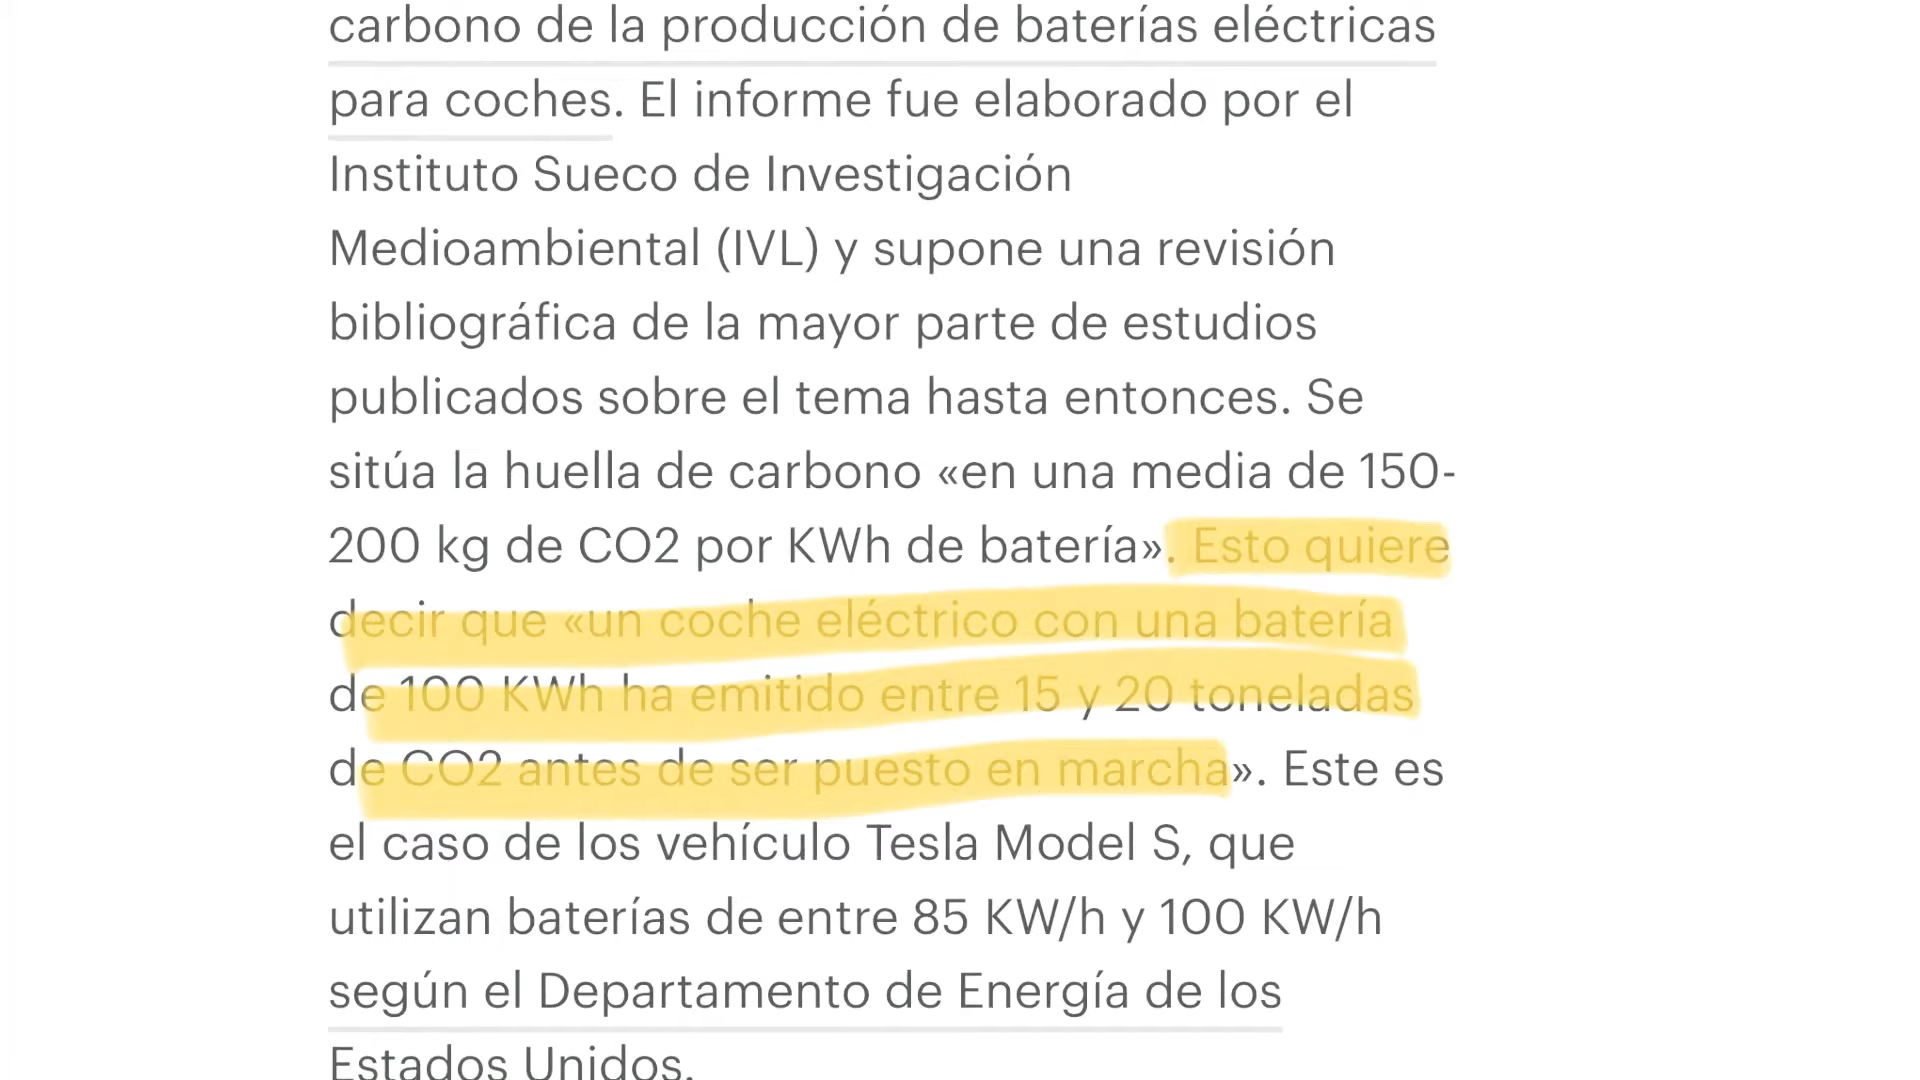 carbono de la producción de baterías eléctricas
para coches. El informe fue elaborado por el
Instituto Sueco de Investigación
Medioambiental (IVL) y supone una revisión
bibliográfica de la mayor parte de estudios
publicados sobre el tema hasta entonces. Se
sitúa la huella de carbono «en una media de 150-
200 kg de CO2 por KWh de batería». Esto quiere
decir que «un coche eléctrico con una batería
de 100 KWh ha emitido entre 15 y 20 toneladas
de CO2 antes de ser puesto en marcha». Este es
el caso de los vehículo Tesla Model S, que
utilizan baterías de entre 85 KW/h y 100 KW/h
según el Departamento de Energía de los
Estados Unidos.